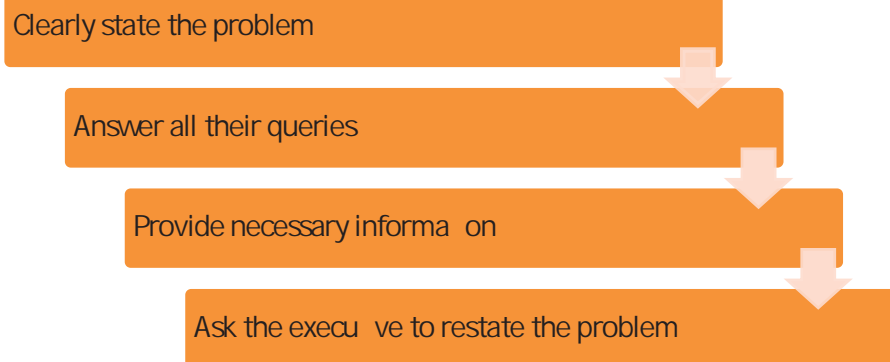 Clearly state the problem
Answer all their queries
Provide necessary informa on
Ask the execu ve to restate the problem